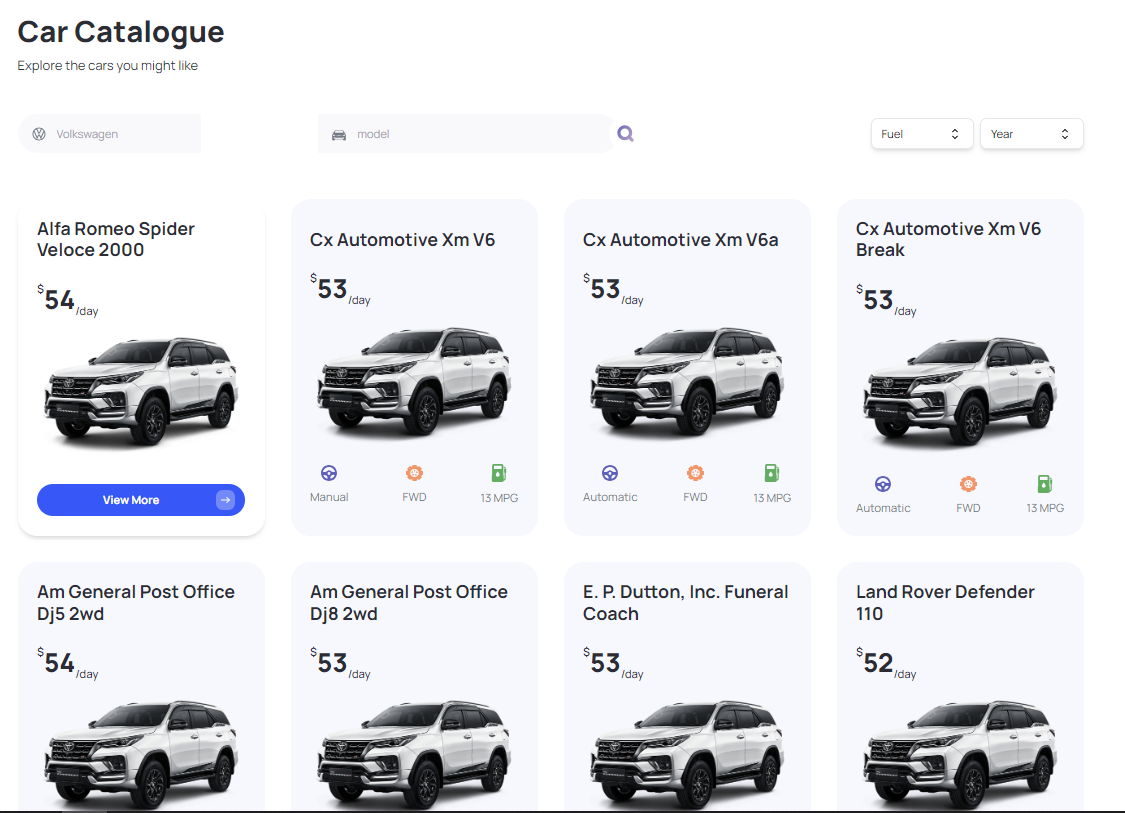 Car Catalogue
Explore the cars you might like
Volkswagen
model
Fuel
Year
Alfa Romeo Spider
Veloce 2000
$54/day
View More
Cx Automotive Xm V6
$53/day
Manual
FWD
13 MPG
Cx Automotive Xm V6a
$53/day
Automatic
FWD
13 MPG
Cx Automotive Xm V6
Break
$53/day
Automatic
FWD
13 MPG
Am General Post Office
Dj5 2wd
$54/day
Am General Post Office
Dj8 2wd
$53/day
E. P. Dutton, Inc. Funeral
Coach
$53/day
Land Rover Defender
110
$52/day